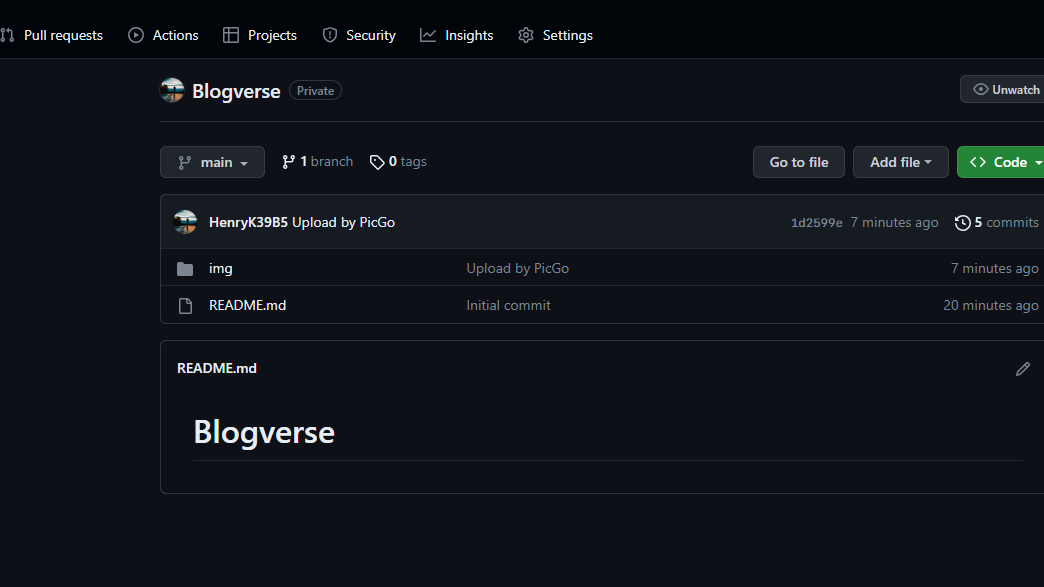 Pull requests Actions Projects Security Insights Settings
Blogverse Private Unwatch
main 1 branch 0 tags Go to file Add file Code
HenryK39B5 Upload by PicGo 1d2599e 7 minutes ago 5 commits
img Upload by PicGo 7 minutes ago
README.md Initial commit 20 minutes ago
README.md
Blogverse